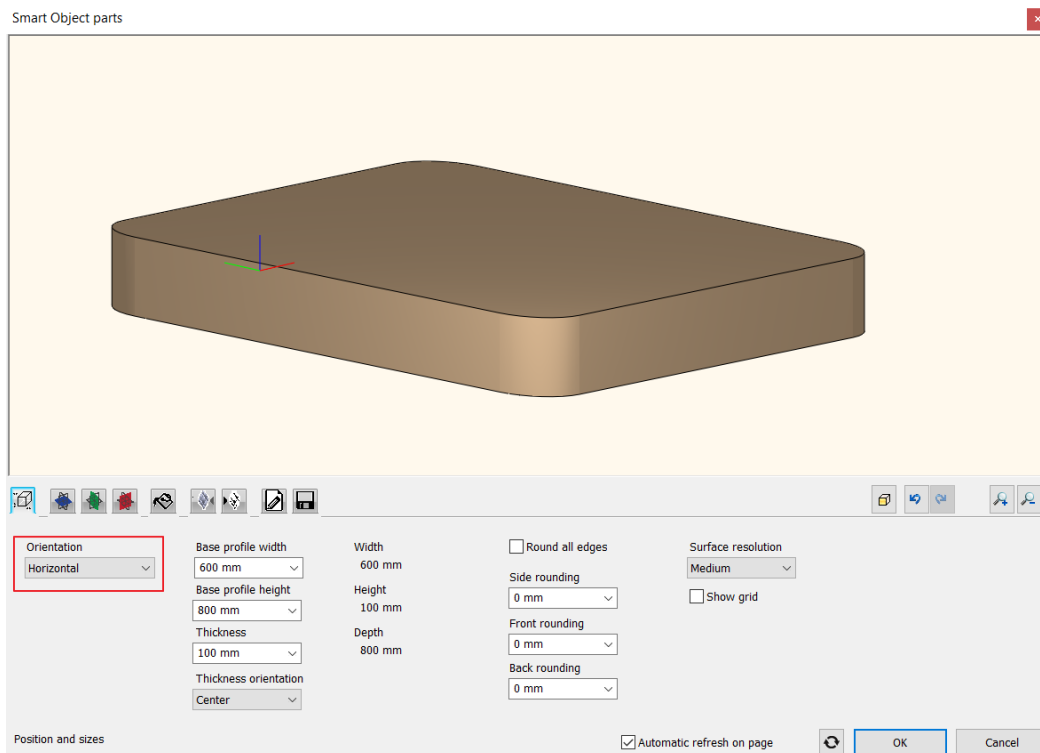 Smart Object parts
Orientation
Horizontal
Base profile width
600 mm
Base profile height
800 mm
Thickness
100 mm
Thickness orientation
Center
Width
600 mm
Height
100 mm
Depth
800 mm
Round all edges
Side rounding
0 mm
Front rounding
0 mm
Back rounding
0 mm
Surface resolution
Medium
Show grid
Position and sizes
Automatic refresh on page
OK
Cancel